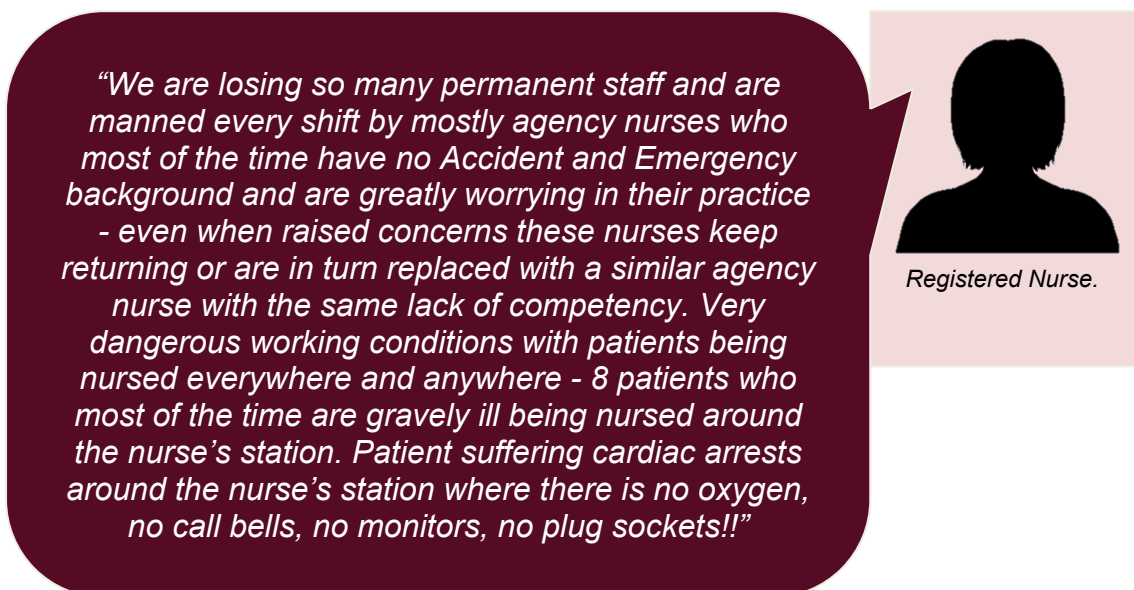 “We are losing so many permanent staff and are
manned every shift by mostly agency nurses who
most of the time have no Accident and Emergency
background and are greatly worrying in their practice
- even when raised concerns these nurses keep
returning or are in turn replaced with a similar agency
nurse with the same lack of competency. Very
dangerous working conditions with patients being
nursed everywhere and anywhere - 8 patients who
most of the time are gravely ill being nursed around
the nurse’s station. Patient suffering cardiac arrests
around the nurse’s station where there is no oxygen,
no call bells, no monitors, no plug sockets!!”
Registered Nurse.